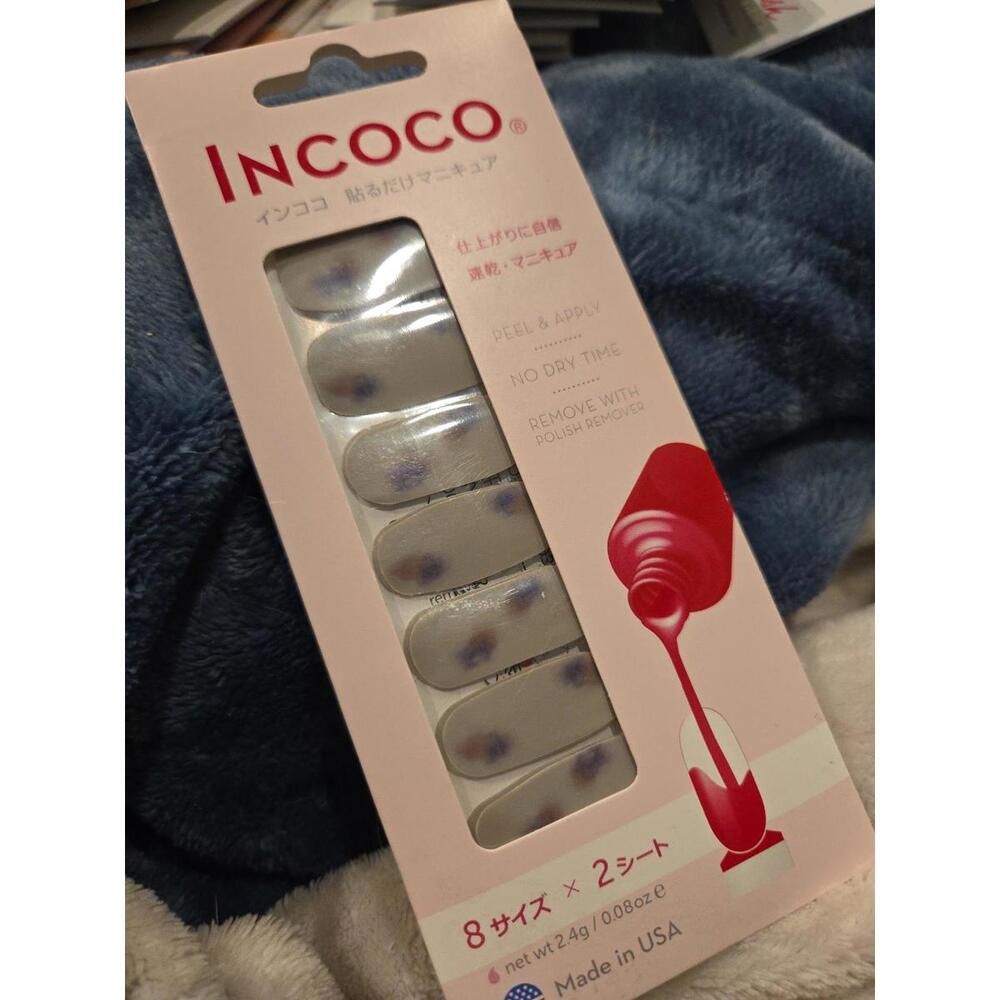 INCOCO®
インココ 貼るだけマニキュア
仕上がりに自信
速乾・マニキュア
PEEL & APPLY
NO DRY TIME
REMOVE WITH
POLISH REMOVER
8サイズ × 2シート
net wt 2.4g / 0.08oz e
Made in USA